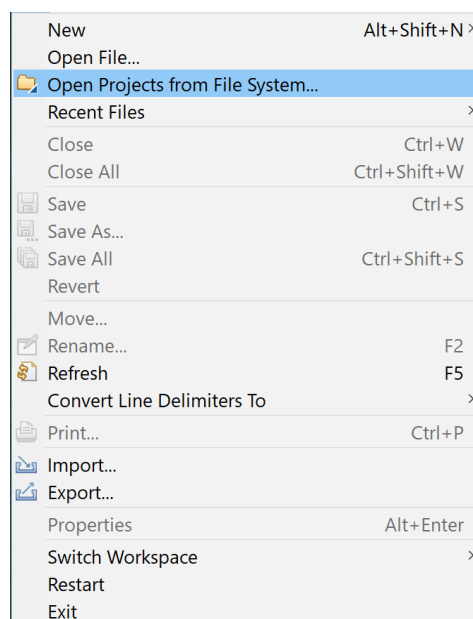 New Alt+Shift+N >
Open File...
Open Projects from File System...
Recent Files >
Close Ctrl+W
Close All Ctrl+Shift+W
Save Ctrl+S
Save As...
Save All Ctrl+Shift+S
Revert
Move...
Rename... F2
Refresh F5
Convert Line Delimiters To >
Print... Ctrl+P
Import...
Export...
Properties Alt+Enter
Switch Workspace >
Restart
Exit